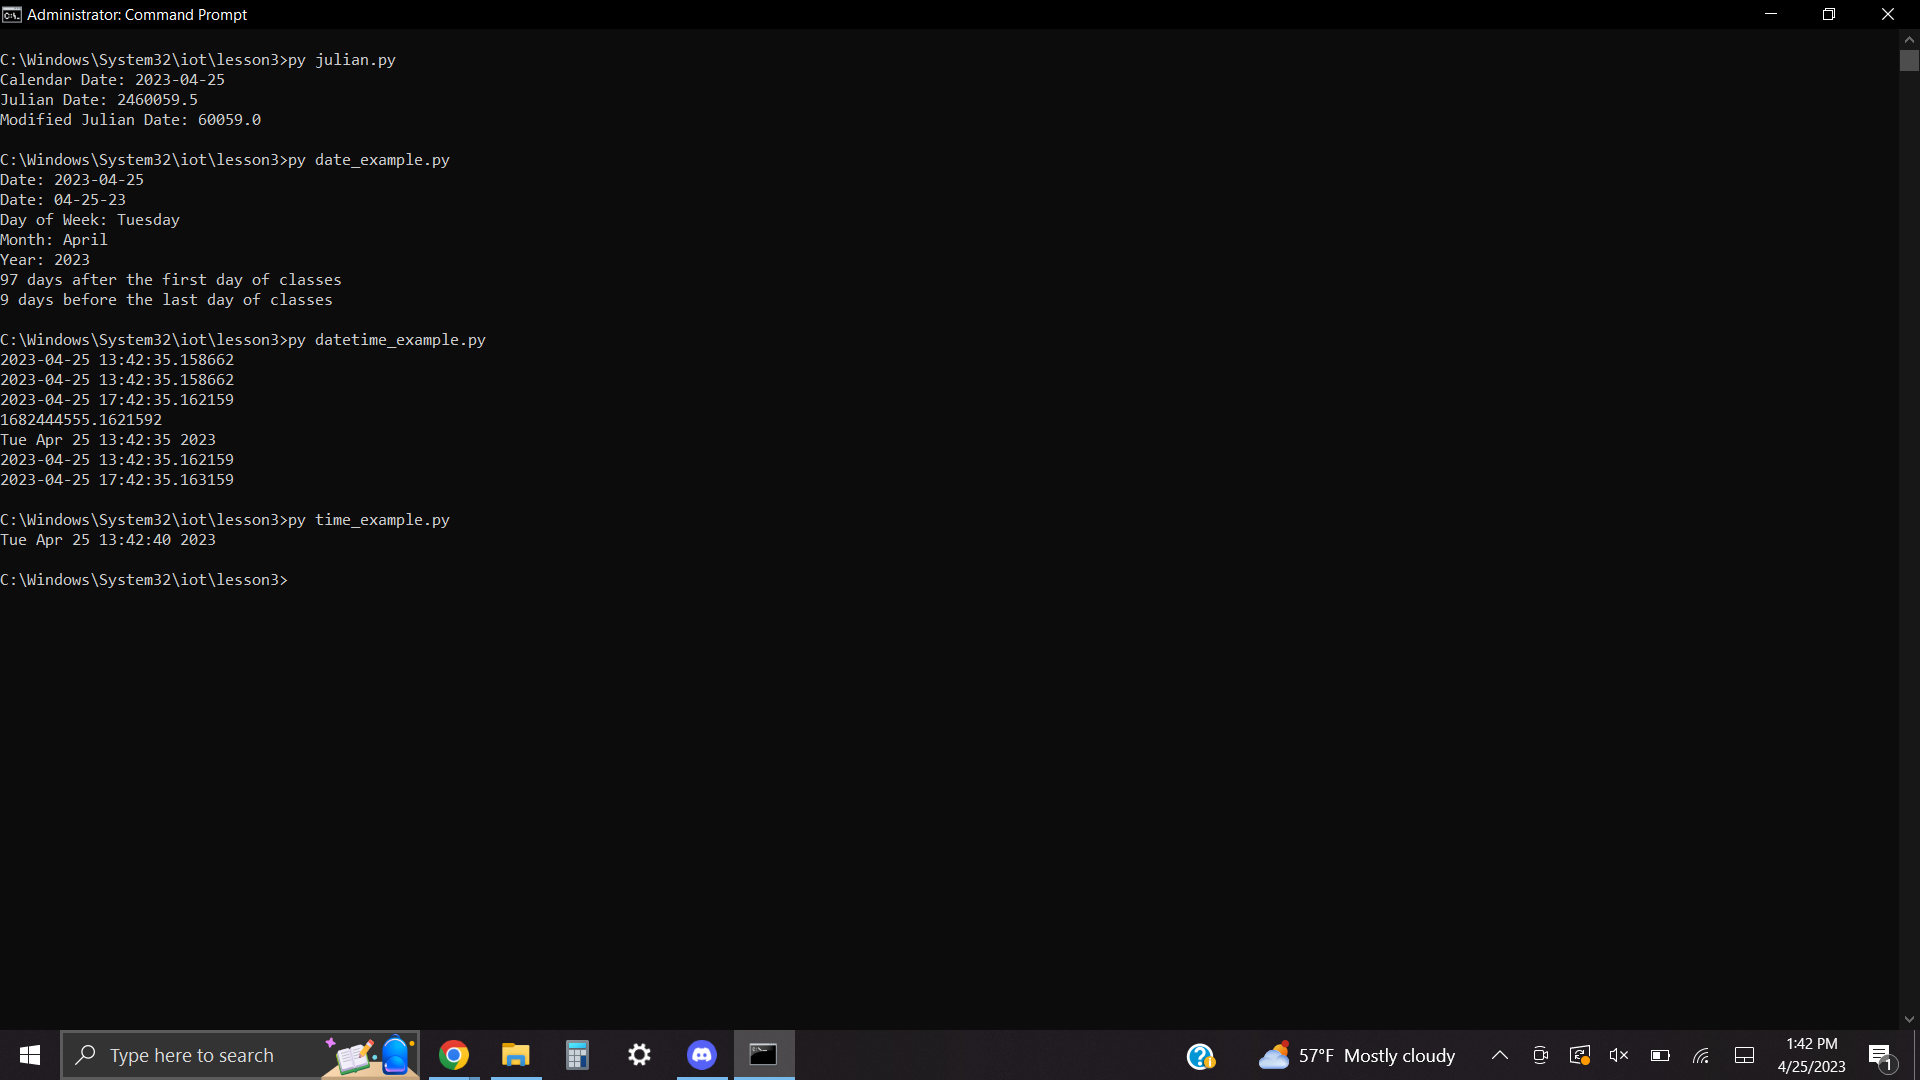 Administrator: Command Prompt
C:\Windows\System32\iot\lesson3>py julian.py
Calendar Date: 2023-04-25
Julian Date: 2460059.5
Modified Julian Date: 60059.0
C:\Windows\System32\iot\lesson3>py date_example.py
Date: 2023-04-25
Date: 04-25-23
Day of Week: Tuesday
Month: April
Year: 2023
97 days after the first day of classes
9 days before the last day of classes
C:\Windows\System32\iot\lesson3>py datetime_example.py
2023-04-25 13:42:35.158662
2023-04-25 13:42:35.158662
2023-04-25 17:42:35.162159
1682444555.1621592
Tue Apr 25 13:42:35 2023
2023-04-25 13:42:35.162159
2023-04-25 17:42:35.163159
C:\Windows\System32\iot\lesson3>py time_example.py
Tue Apr 25 13:42:40 2023
C:\Windows\System32\iot\lesson3>
Type here to search
57°F Mostly cloudy
1:42 PM
4/25/2023
1